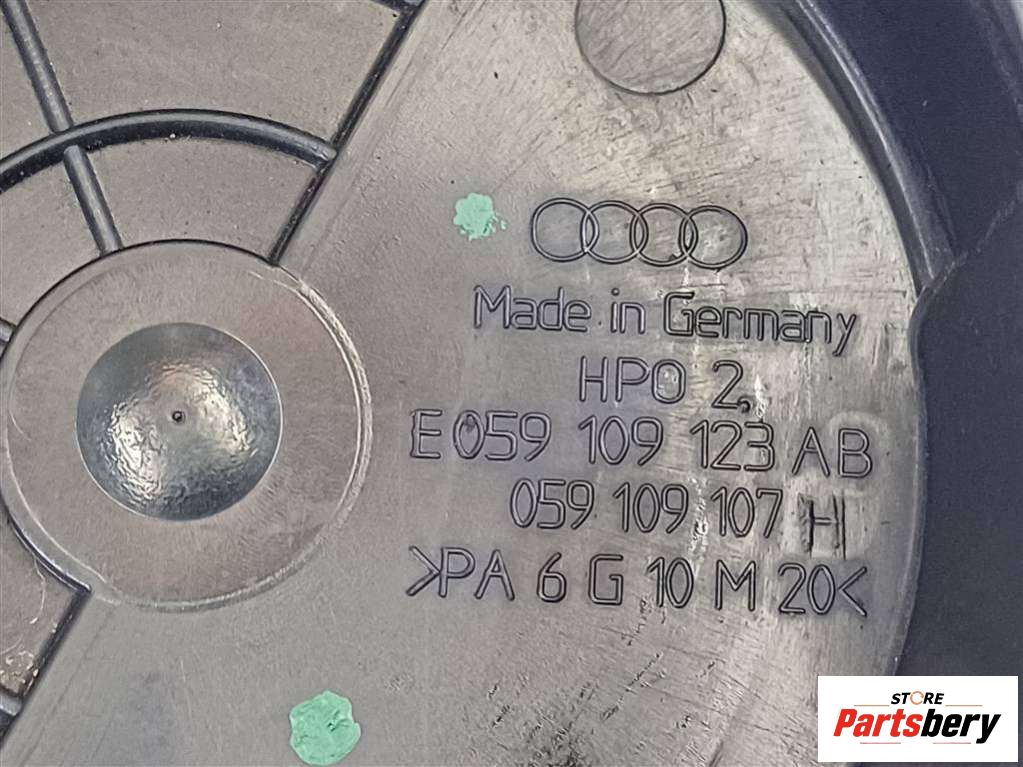 Made in Germany
HPO 2,
E 059 109 123 AB
059 109 107 H
>PA 6 G 10 M 20<
STORE
Partsbery